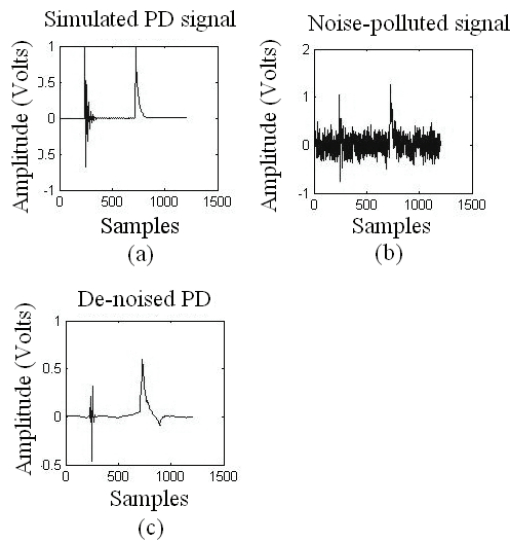 Simulated PD signal
Amplitude (Volts)
1
0.5
0
0.5
-1
0
500
1000
1500
Samples
(a)
Noise-polluted signal
Amplitude (Volts)
2
1
0
-1
0
500
1000
1500
Samples
(b)
De-noised PD
Amplitude (Volts)
1
0.5
0
-0.5
0
500
1000
1500
Samples
(c)